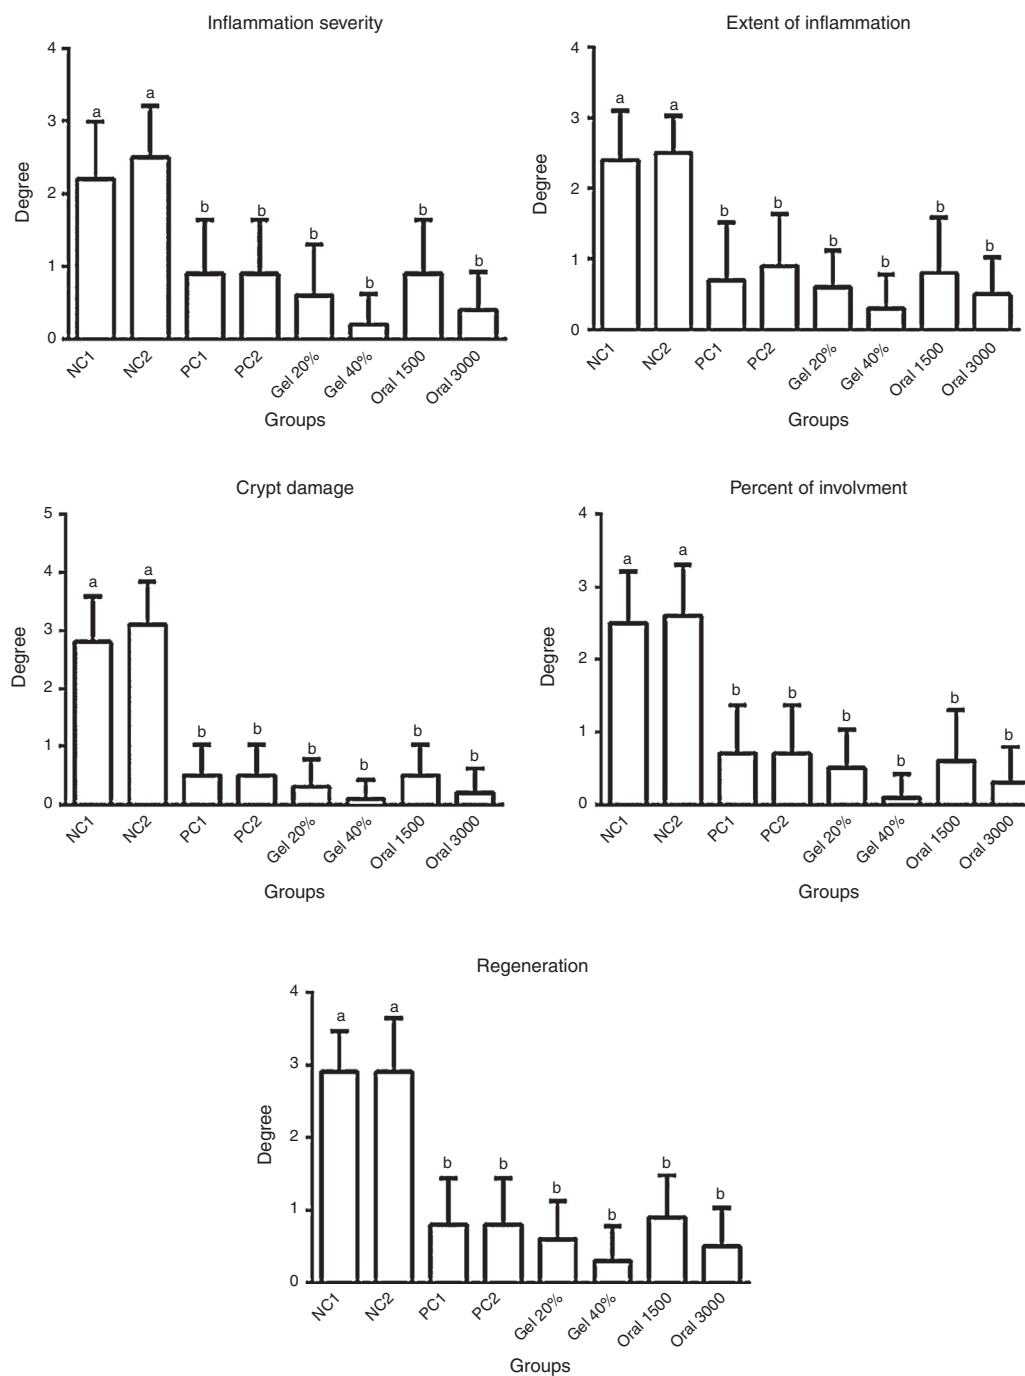 Inflammation severity
4
3
2
1
0
Degree
a
a
b
b
b
b
b
b
NC1
NC2
PC1
PC2
Gel 20%
Gel 40%
Oral 1500
Oral 3000
Groups
Extent of inflammation
4
3
2
1
0
Degree
a
a
b
b
b
b
b
b
NC1
NC2
PC1
PC2
Gel 20%
Gel 40%
Oral 1500
Oral 3000
Groups
Crypt damage
5
4
3
2
1
0
Degree
a
a
b
b
b
b
b
b
NC1
NC2
PC1
PC2
Gel 20%
Gel 40%
Oral 1500
Oral 3000
Groups
Percent of involvment
4
3
2
1
0
Degree
a
a
b
b
b
b
b
b
NC1
NC2
PC1
PC2
Gel 20%
Gel 40%
Oral 1500
Oral 3000
Groups
Regeneration
4
3
2
1
0
Degree
a
a
b
b
b
b
b
b
NC1
NC2
PC1
PC2
Gel 20%
Gel 40%
Oral 1500
Oral 3000
Groups